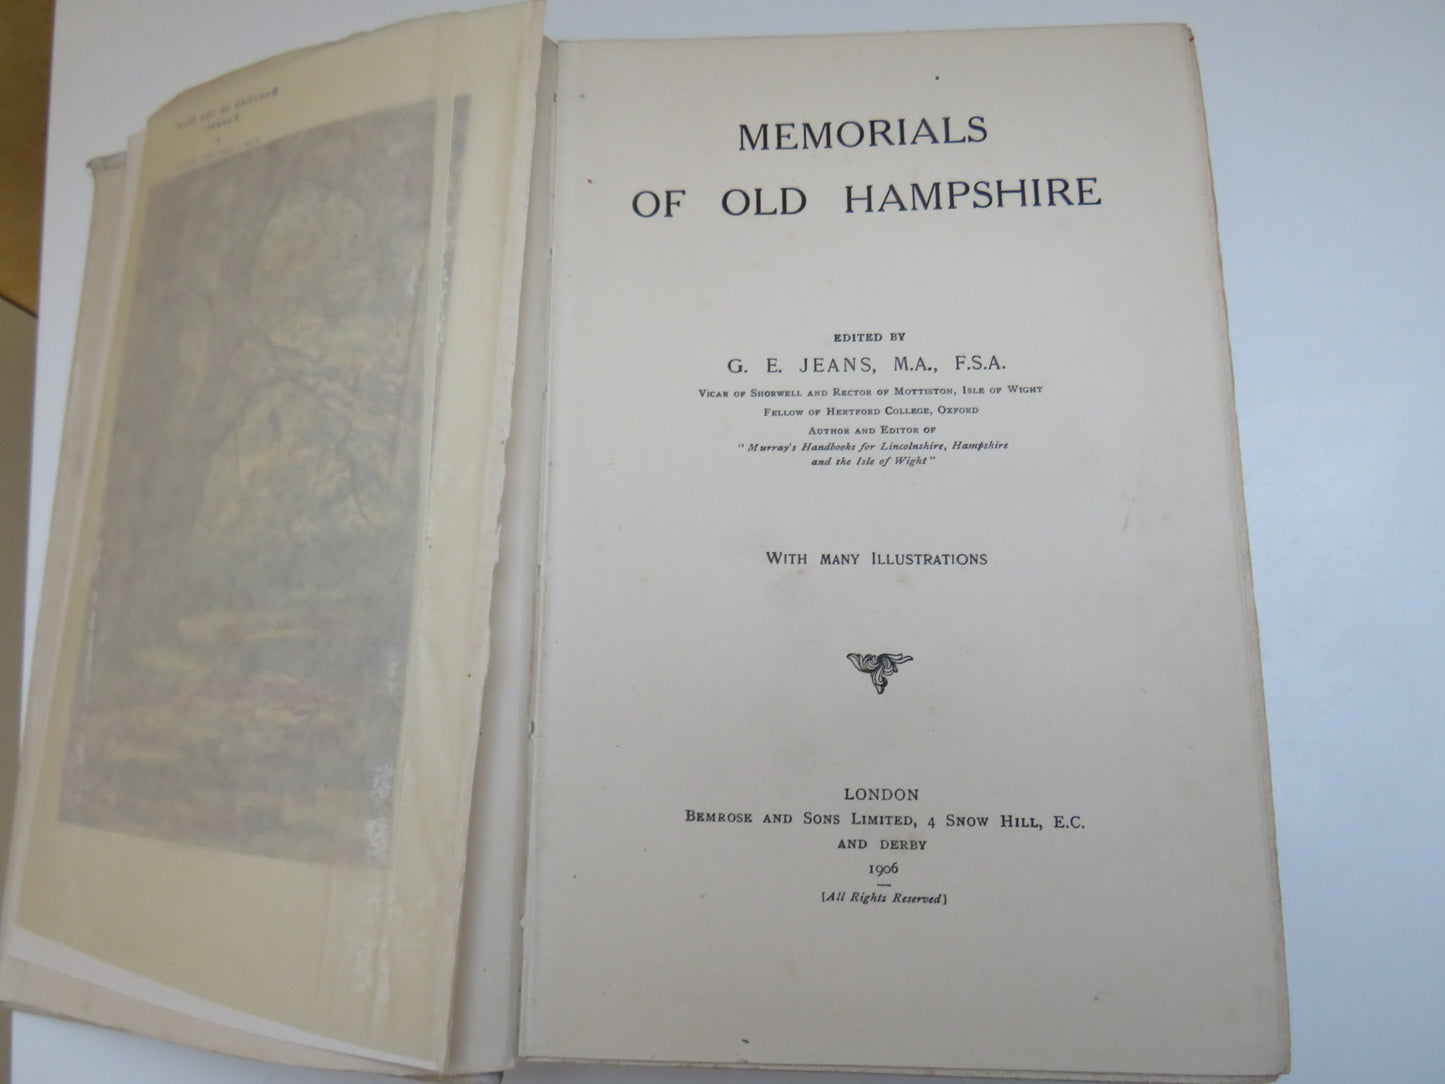 MEMORIALS
OF OLD HAMPSHIRE
EDITED BY
G. E. JEANS, M.A., F.S.A.
VICAR OF SHORWELL AND RECTOR OF MOTTISTON, ISLE OF WIGHT
FELLOW OF HERTFORD COLLEGE, OXFORD
AUTHOR AND EDITOR OF
"Murray's Handbooks for Lincolnshire, Hampshire
and the Isle of Wight"
WITH MANY ILLUSTRATIONS
LONDON
BEMROSE AND SONS LIMITED, 4 SNOW HILL, E.C.
AND DERBY
1906
[All Rights Reserved]